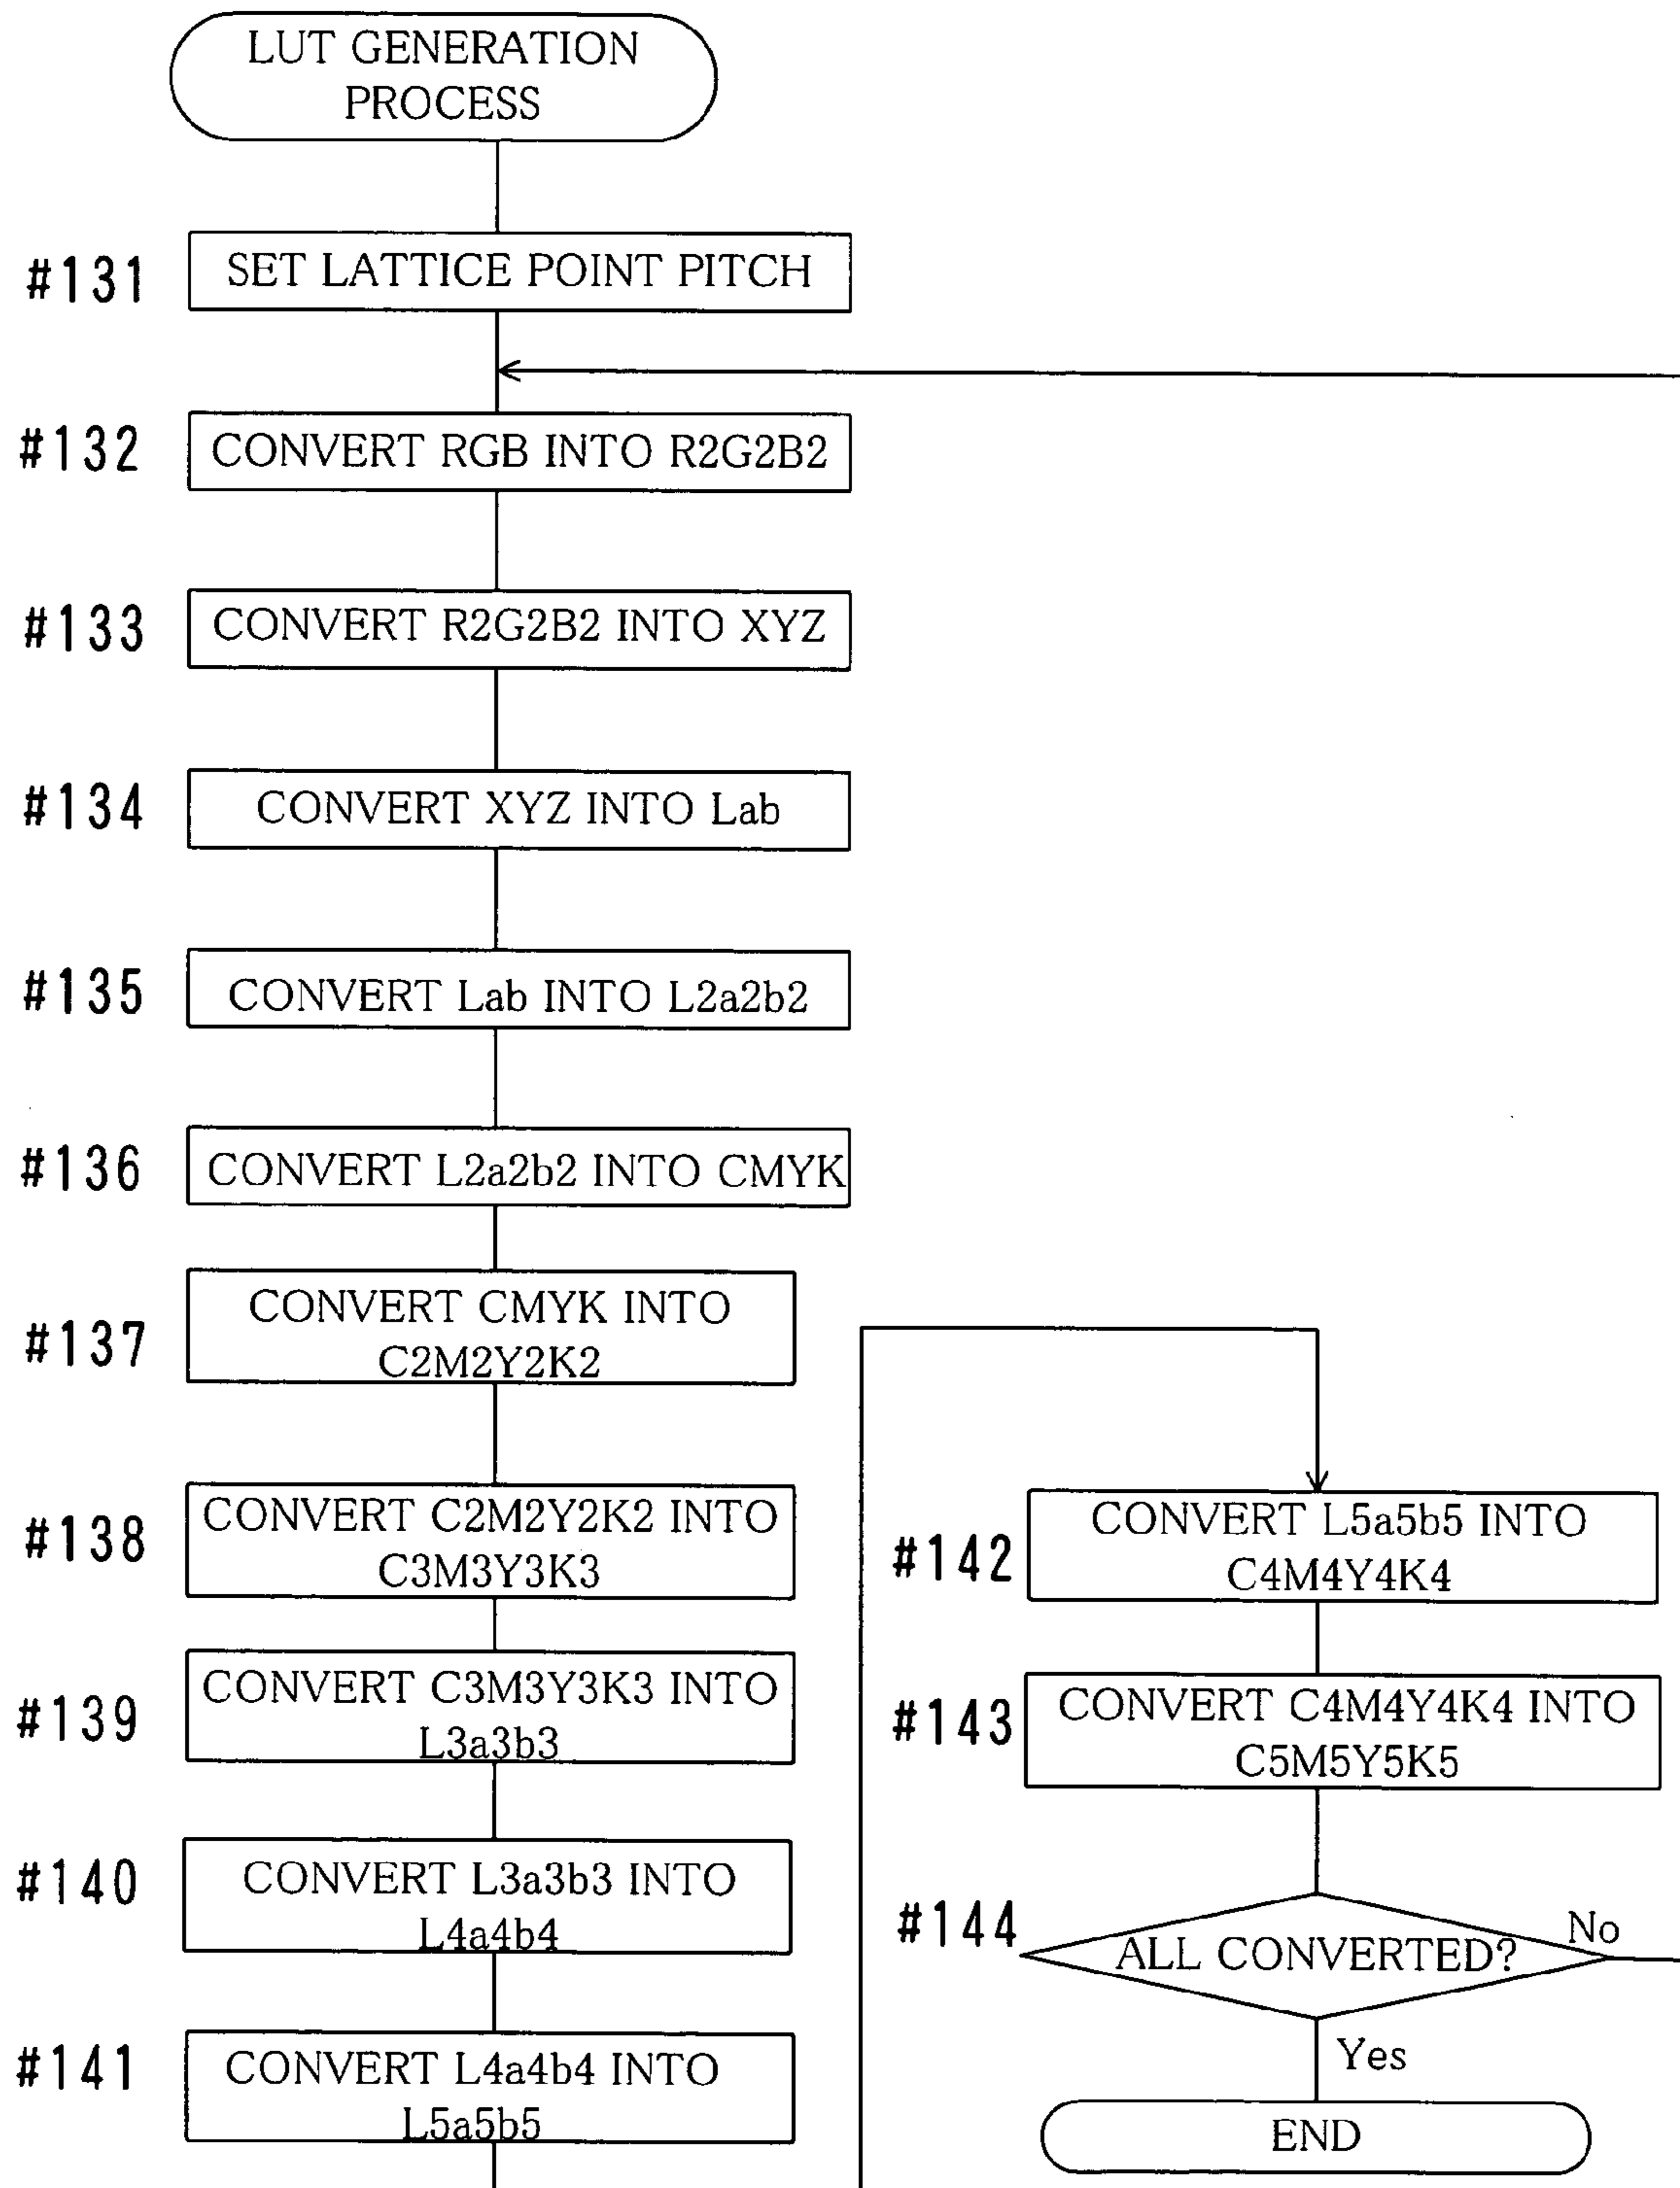 LUT GENERATION
PROCESS
#131
SET LATTICE POINT PITCH
#132
CONVERT RGB INTO R2G2B2
#133
CONVERT R2G2B2 INTO XYZ
#134
CONVERT XYZ INTO Lab
#135
CONVERT Lab INTO L2a2b2
#136
CONVERT L2a2b2 INTO CMYK
#137
CONVERT CMYK INTO
C2M2Y2K2
#138
CONVERT C2M2Y2K2 INTO
C3M3Y3K3
#139
CONVERT C3M3Y3K3 INTO
L3a3b3
#140
CONVERT L3a3b3 INTO
L4a4b4
#141
CONVERT L4a4b4 INTO
L5a5b5
#142
CONVERT L5a5b5 INTO
C4M4Y4K4
#143
CONVERT C4M4Y4K4 INTO
C5M5Y5K5
#144
ALL CONVERTED?
No
Yes
END